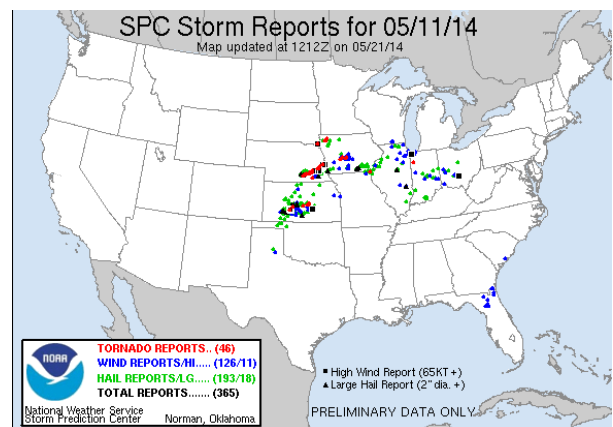 SPC Storm Reports for 05/11/14
Map updated at 1212Z on 05/21/14
TORNADO REPORTS.. (46)
WIND REPORTS/HI..... (126/11)
HAIL REPORTS/LG..... (193/18)
TOTAL REPORTS....... (365)
NOAA
National Weather Service
Storm Prediction Center Norman, Oklahoma
High Wind Report (65KT +)
Large Hail Report (2" dia. +)
PRELIMINARY DATA ONLY